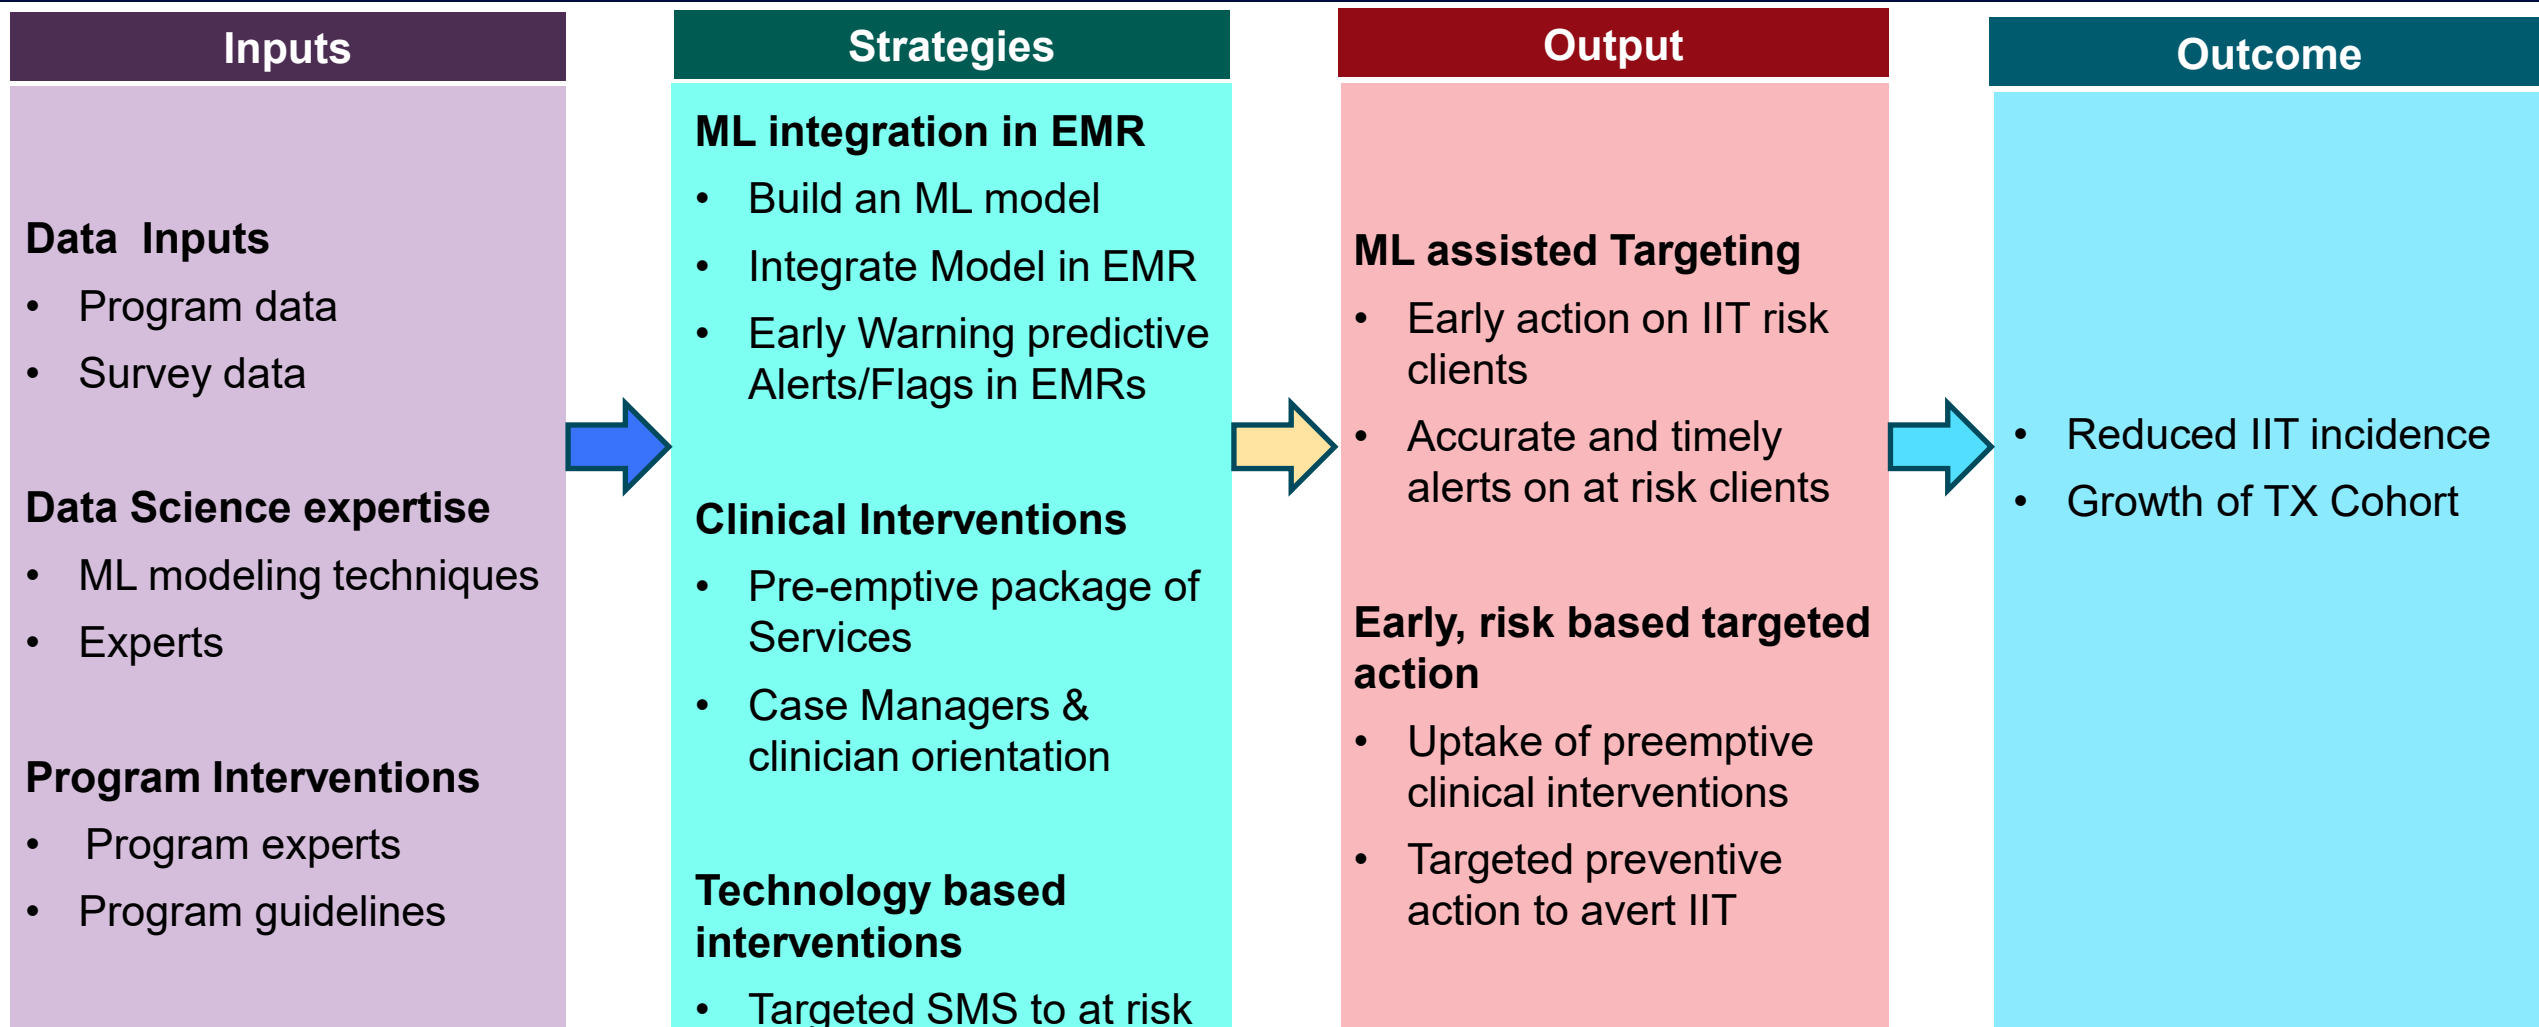 Inputs
Data  Inputs
• Program data
• Survey data
Data Science expertise
• ML modeling techniques
• Experts
Program Interventions
• Program experts
• Program guidelines
Strategies
ML integration in EMR
• Build an ML model
• Integrate Model in EMR
• Early Warning predictive
Alerts/Flags in EMRs
Clinical Interventions
• Pre-emptive package of
Services
• Case Managers &
clinician orientation
Technology based
interventions
• Targeted SMS to at risk
Output
ML assisted Targeting
• Early action on IIT risk
clients
• Accurate and timely
alerts on at risk clients
Early, risk based targeted
action
• Uptake of preemptive
clinical interventions
• Targeted preventive
action to avert IIT
Outcome
• Reduced IIT incidence
• Growth of TX Cohort